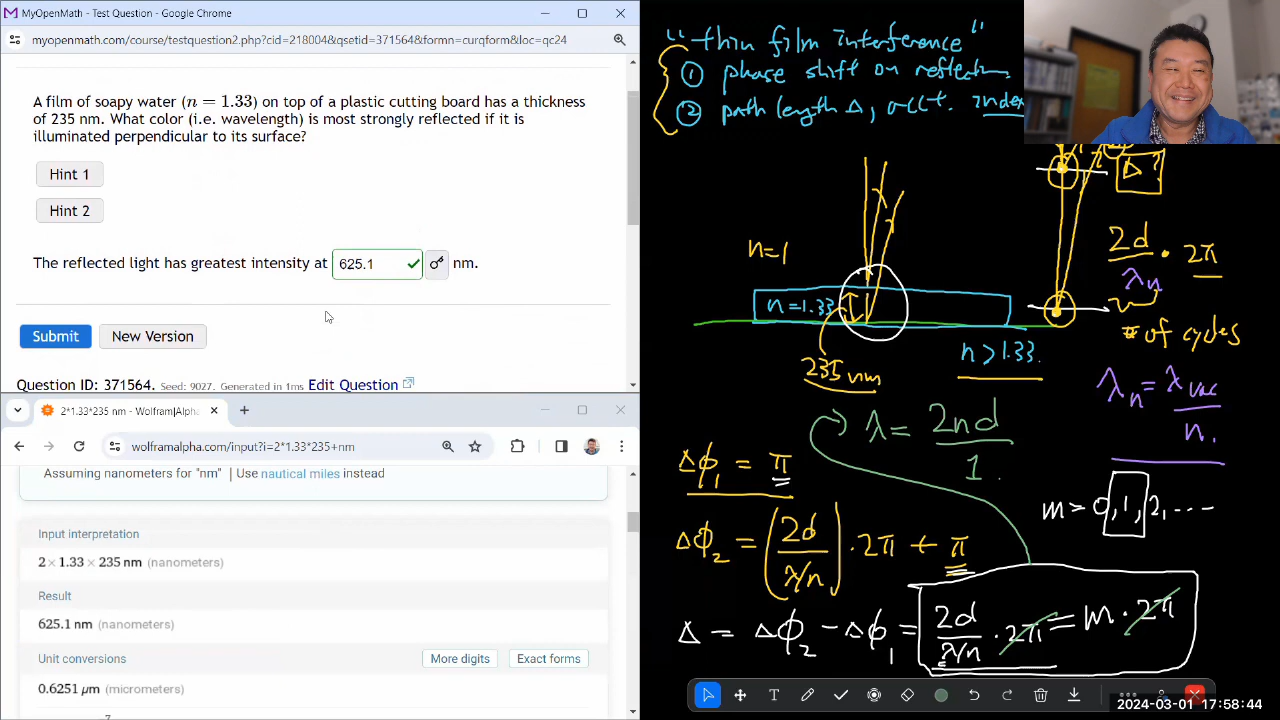 MyOpenMath - Test Question - Google Chrome
myopenmath.com/course/testquestion2.php?cid=218004&qsetid=371564&formn=curqform&loc=qc24
A film of soapy water (n = 1.33) on top of a plastic cutting board has a thickness
of 235 nm. What color (i.e. wavelength) is most strongly reflected if it is
illuminated perpendicular to its surface?
Hint 1
Hint 2
The reflected light has greatest intensity at 625.1 nm.
Submit New Version
Question ID: 371564. Seed: 9027. Generated in 1ms Edit Question
2*1.33*235 nm - Wolfram|Alpha
wolframalpha.com/input?i=2*1.33*235+nm
assuming nanometers for "nm" | Use nautical miles instead
Input interpretation
2 × 1.33 × 235 nm (nanometers)
Result
625.1 nm (nanometers)
Unit conversions More digits Exact forms
0.6251 μm (micrometers)
"thin film interference"
① phase shift on reflection.
② path length Δ, acct. index
Δ?
n=1
n=1.33
235 nm
n>1.33.
2d/λn · 2π
# of cycles
λn = λvac/n.
λ = 2nd/1.
m = 0,1,2,...
Δϕ1 = π
Δϕ2 = (2d/λ/n) · 2π + π
Δ = Δϕ2 - Δϕ1 = 2d/λ/n · 2π = m · 2π
T
2024-03-01 17:58:44